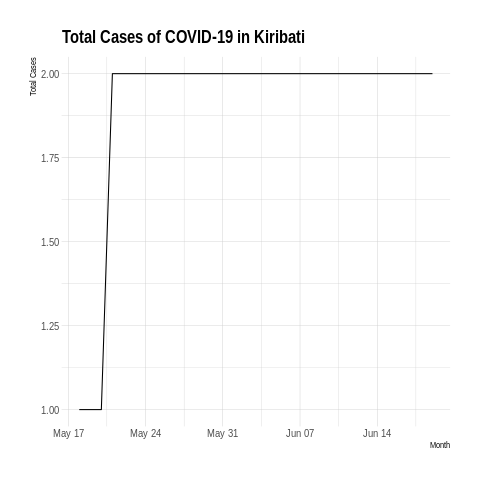 Total Cases of COVID-19 in Kiribati
Total Cases
2.00
1.75
1.50
1.25
1.00
May 17 May 24 May 31 Jun 07 Jun 14
Month